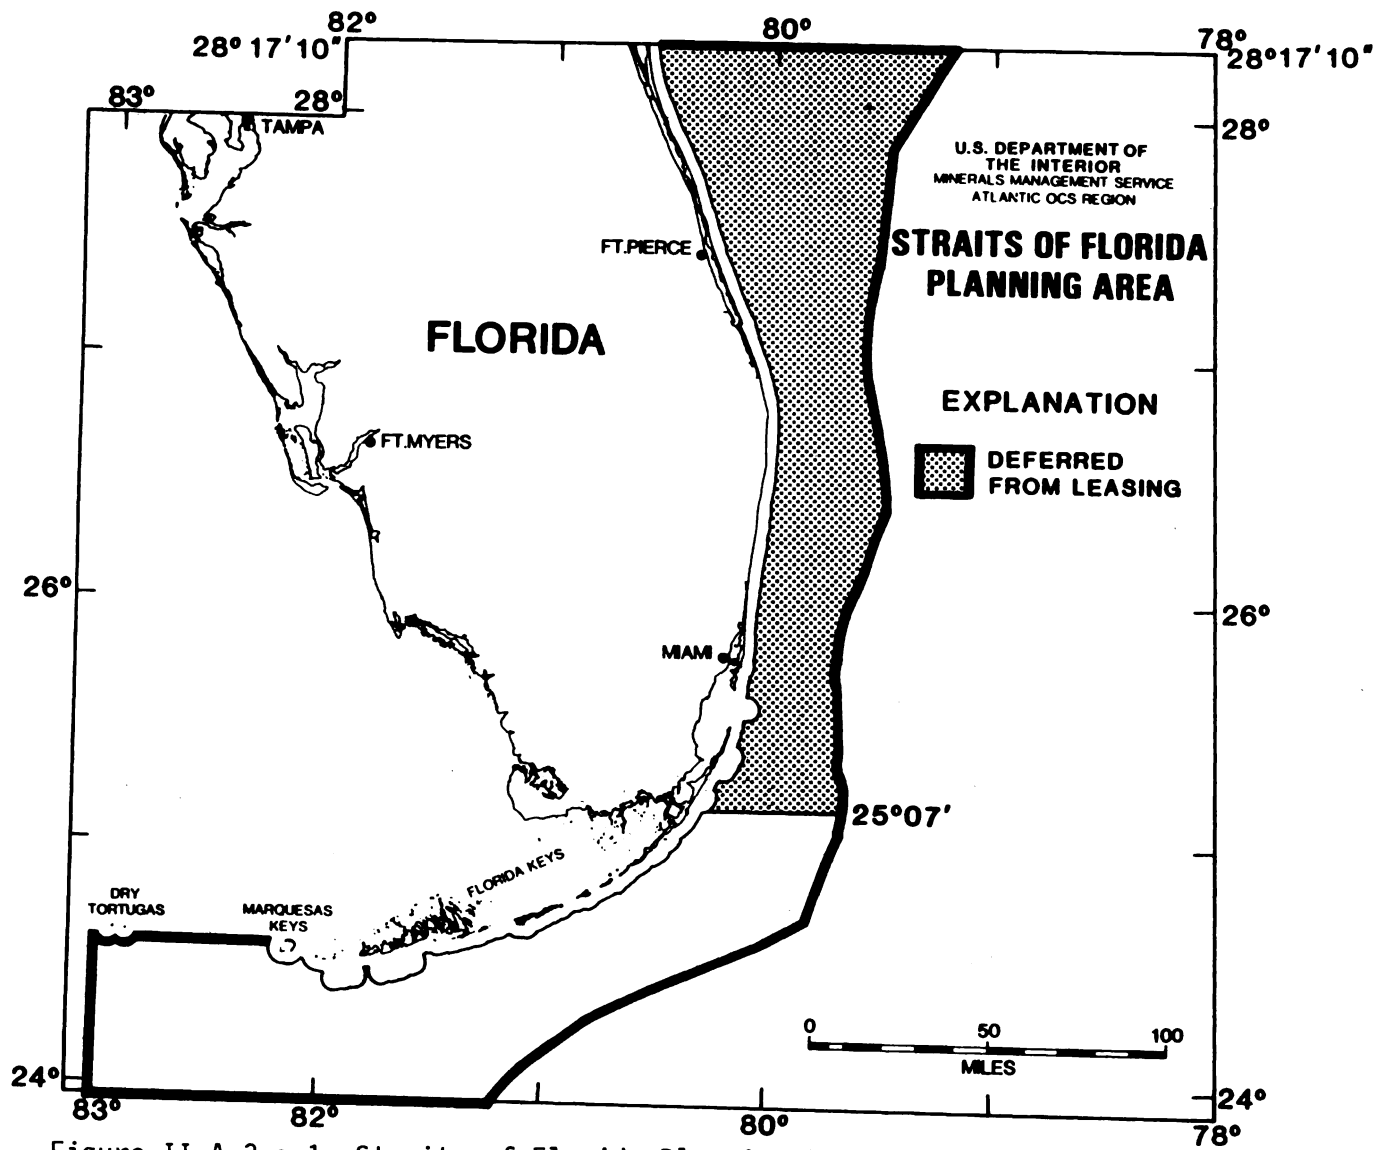 82° 80° 78°
28° 17' 10" 28° 17' 10"
83° 28° 28°
TAMPA
U.S. DEPARTMENT OF
THE INTERIOR
MINERALS MANAGEMENT SERVICE
ATLANTIC OCS REGION
STRAITS OF FLORIDA
PLANNING AREA
FT. PIERCE
FLORIDA
EXPLANATION
DEFERRED
FROM LEASING
FT. MYERS
26° 26°
MIAMI
25°07'
FLORIDA KEYS
DRY
TORTUGAS
MARQUESAS
KEYS
0 50 100
MILES
24° 24°
83° 82° 80° 78°